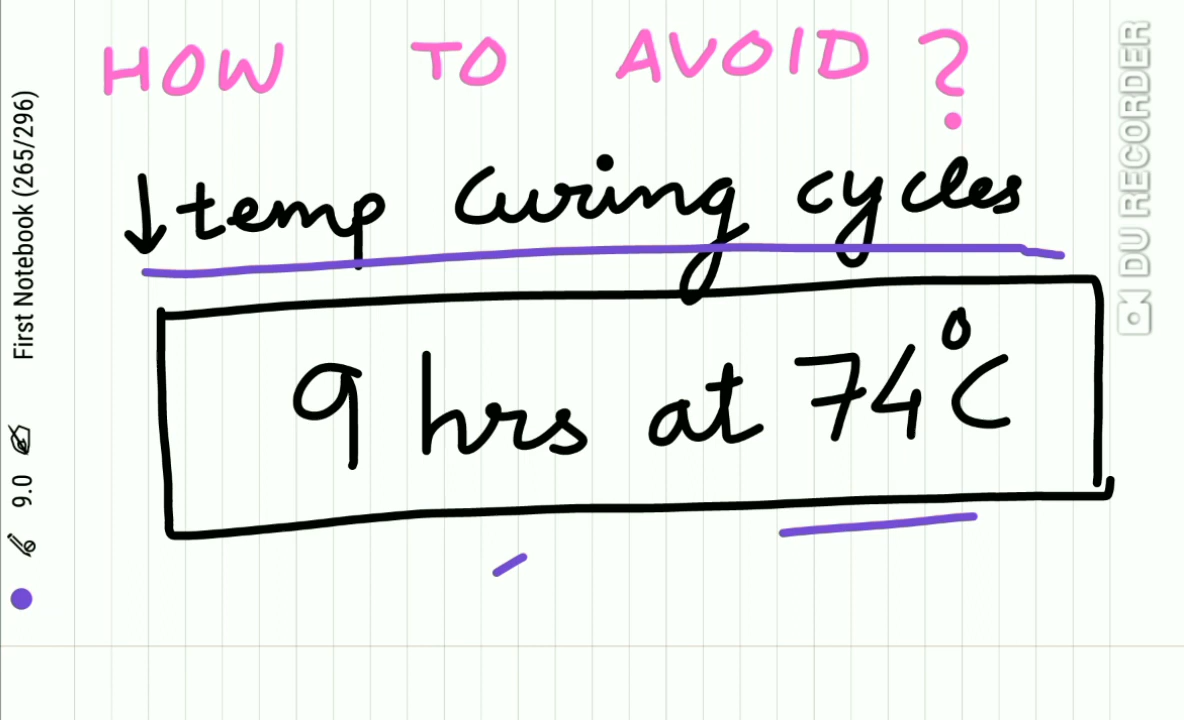 HOW TO AVOID?
↓temp Curing cycles
9 hrs at 74°C
First Notebook (265/296)
9.0
DU RECORDER